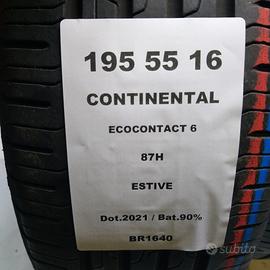 195 55 16
CONTINENTAL
ECOCONTACT 6
87H
ESTIVE
Dot.2021 / Bat.90%
BR1640
subito